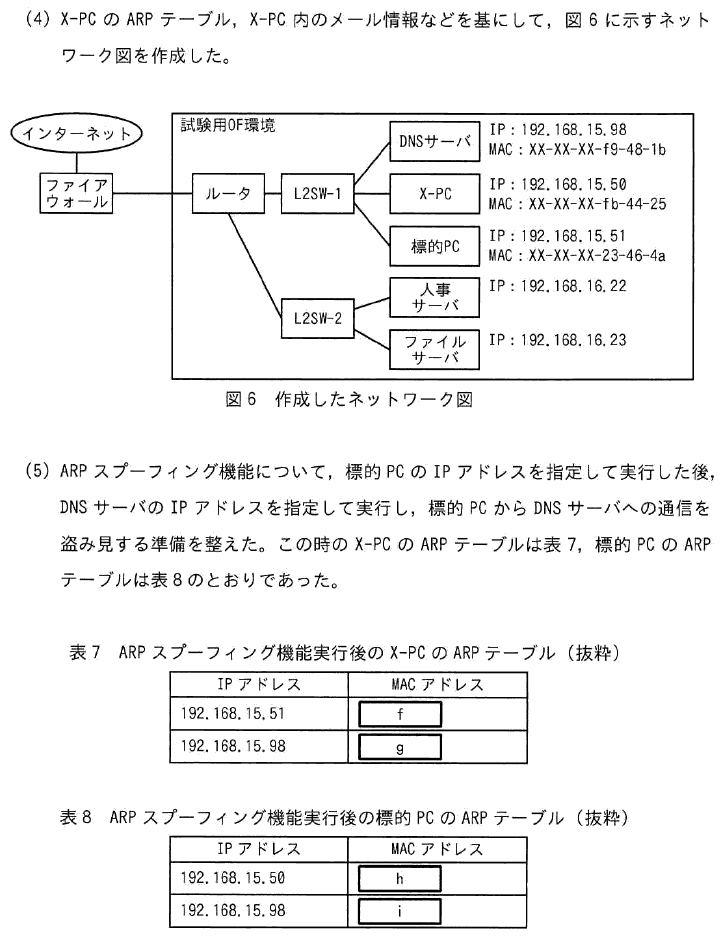 (4) X-PC の ARP テーブル，X-PC 内のメール情報などを基にして，図 6 に示すネット
ワーク図を作成した。
試験用OF環境
インターネット
ファイア
ウォール
ルータ
L2SW-1
DNSサーバ
IP：192.168.15.98
MAC：XX-XX-XX-f9-48-1b
X-PC
IP：192.168.15.50
MAC：XX-XX-XX-fb-44-25
標的PC
IP：192.168.15.51
MAC：XX-XX-XX-23-46-4a
L2SW-2
人事
サーバ
IP：192.168.16.22
ファイル
サーバ
IP：192.168.16.23
図6 作成したネットワーク図
(5) ARP スプーフィング機能について，標的 PC の IP アドレスを指定して実行した後，
DNS サーバの IP アドレスを指定して実行し，標的 PC から DNS サーバへの通信を
盗み見する準備を整えた。この時の X-PC の ARP テーブルは表 7，標的 PC の ARP
テーブルは表 8 のとおりであった。
表7 ARP スプーフィング機能実行後の X-PC の ARP テーブル（抜粋）
IP アドレス MAC アドレス
192.168.15.51 f
192.168.15.98 g
表8 ARP スプーフィング機能実行後の標的 PC の ARP テーブル（抜粋）
IP アドレス MAC アドレス
192.168.15.50 h
192.168.15.98 i